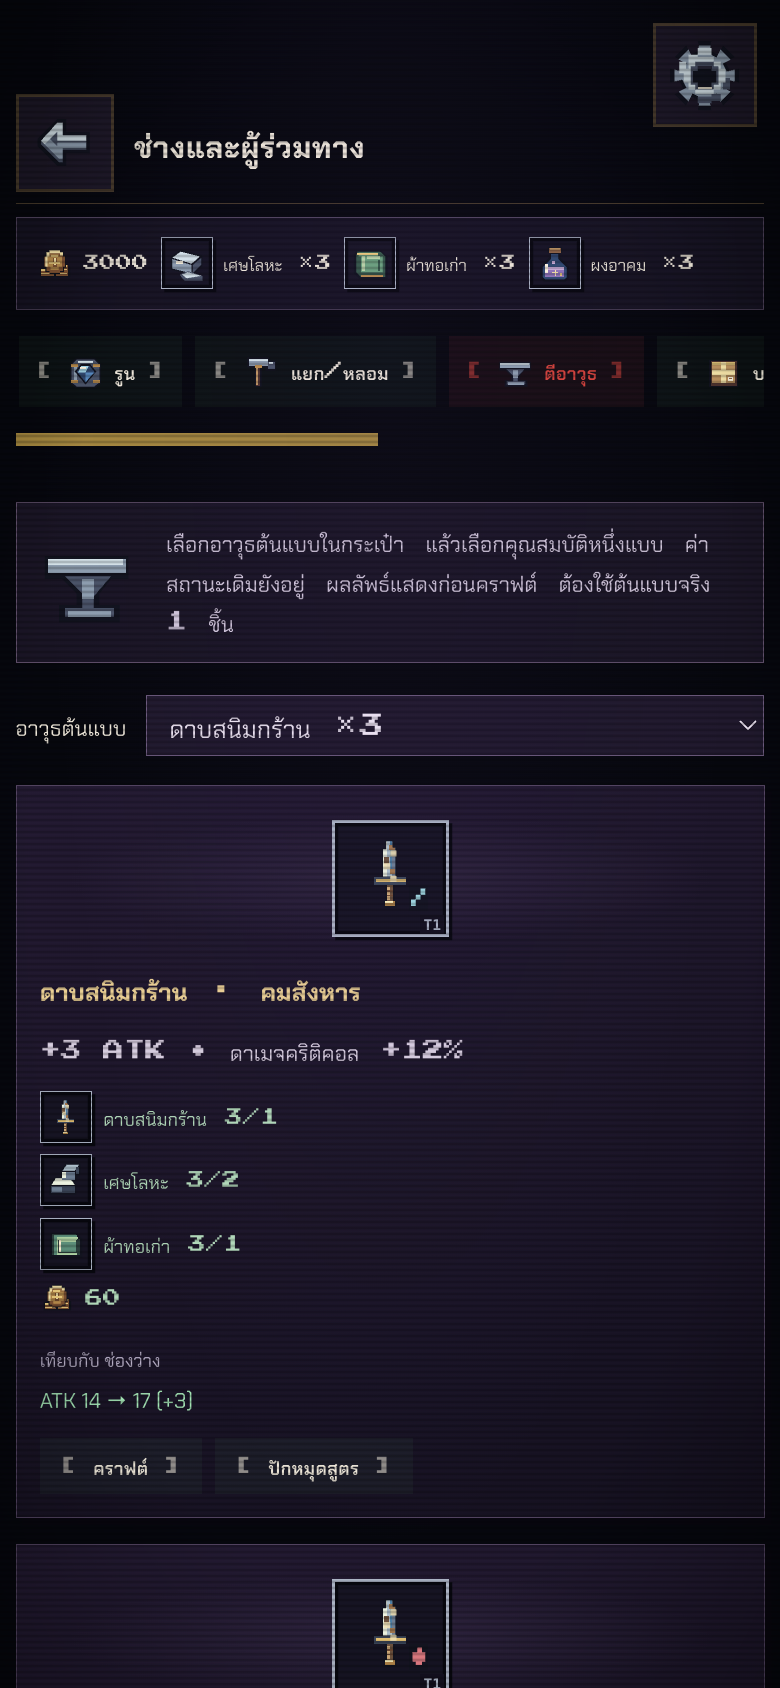 ช่างและผู้ร่วมทาง
3000 เศษโลหะ ×3 ผ้าทอเก่า ×3 ผงอาคม ×3
[ รูน ] [ แยก/หลอม ] [ ตีอาวุธ ] [ บ
เลือกอาวุธต้นแบบในกระเป๋า แล้วเลือกคุณสมบัติหนึ่งแบบ ค่า
สถานะเดิมยังอยู่ ผลลัพธ์แสดงก่อนคราฟต์ ต้องใช้ต้นแบบจริง
1 ชิ้น
อาวุธต้นแบบ ดาบสนิมกร้าน ×3
T1
ดาบสนิมกร้าน · คมสังหาร
+3 ATK • ดาเมจคริติคอล +12%
ดาบสนิมกร้าน 3/1
เศษโลหะ 3/2
ผ้าทอเก่า 3/1
60
เทียบกับ ช่องว่าง
ATK 14 → 17 (+3)
[ คราฟต์ ] [ ปักหมุดสูตร ]
T1